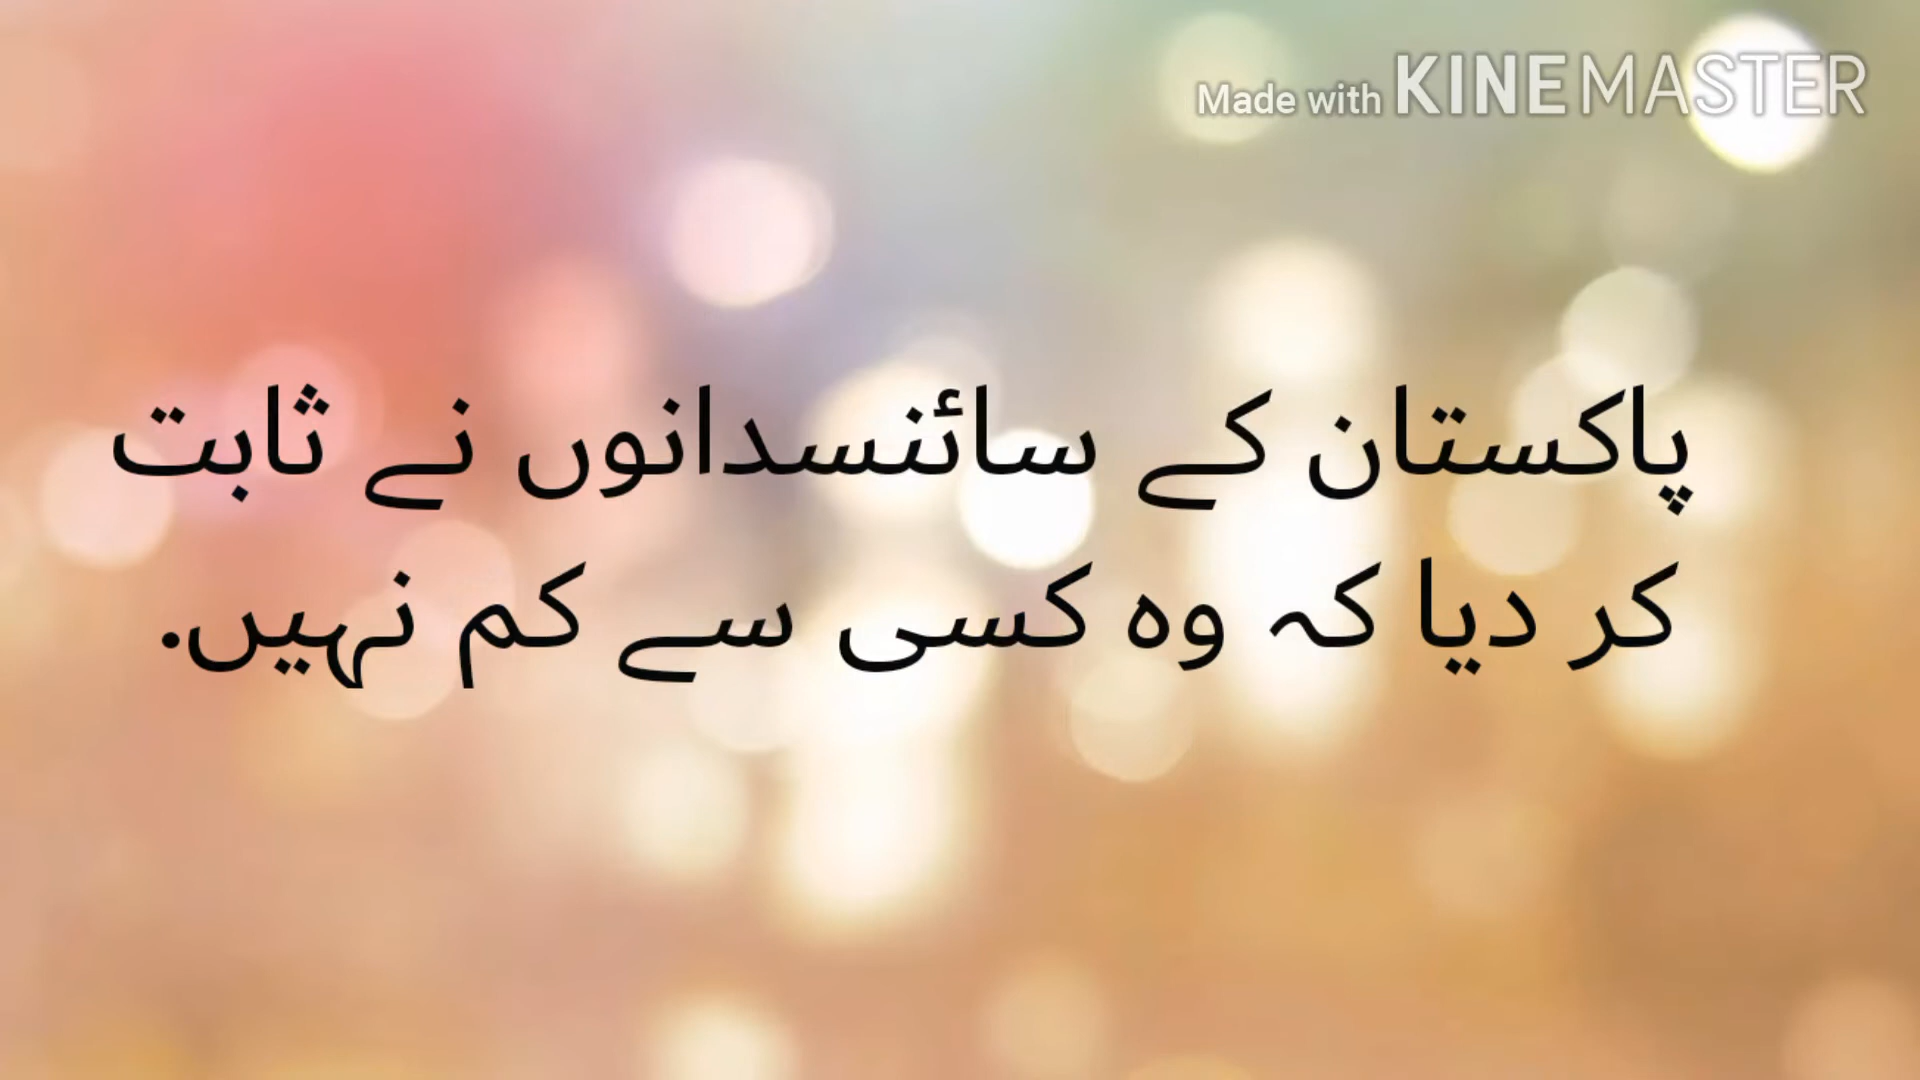 Made with KINEMASTER
پاکستان کے سائنسدانوں نے ثابت
کر دیا کہ وہ کسی سے کم نہیں.